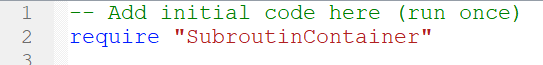 1 -- Add initial code here (run once)
2 require "SubroutinContainer"
3